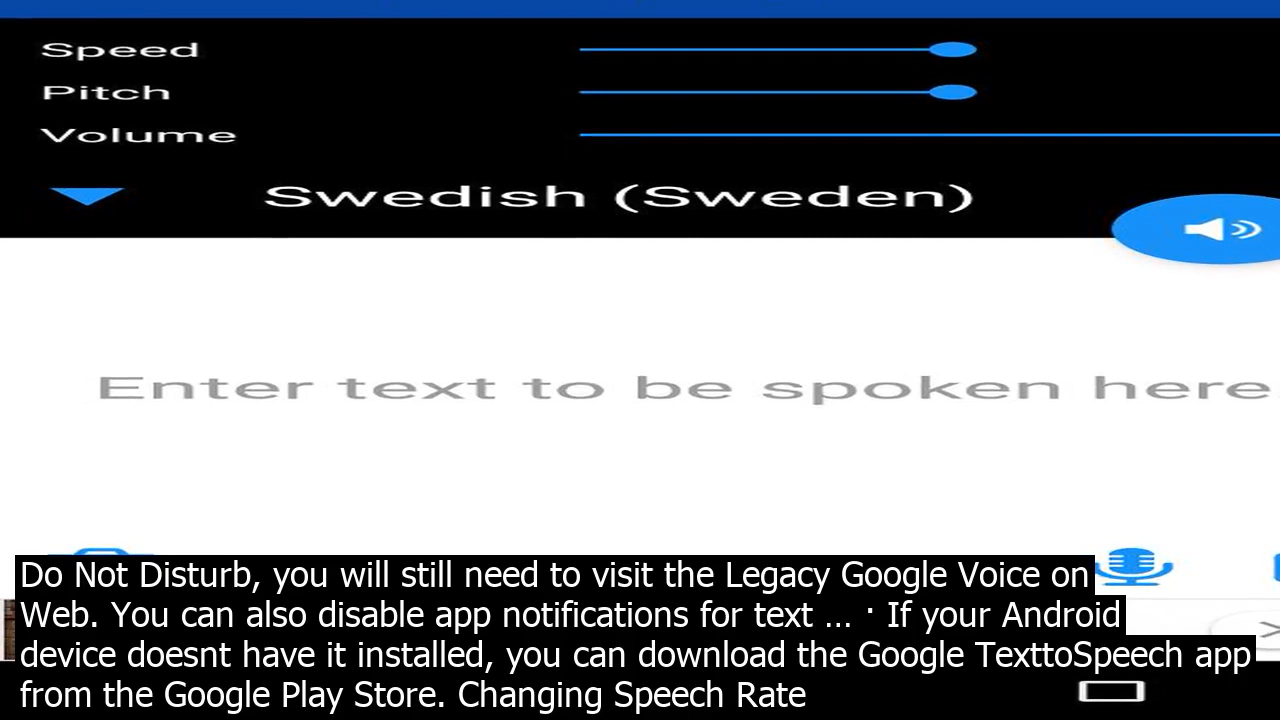 Speed
Pitch
Volume
Swedish (Sweden)
Enter text to be spoken here
Do Not Disturb, you will still need to visit the Legacy Google Voice on
Web. You can also disable app notifications for text ... · If your Android
device doesnt have it installed, you can download the Google TexttoSpeech app
from the Google Play Store. Changing Speech Rate